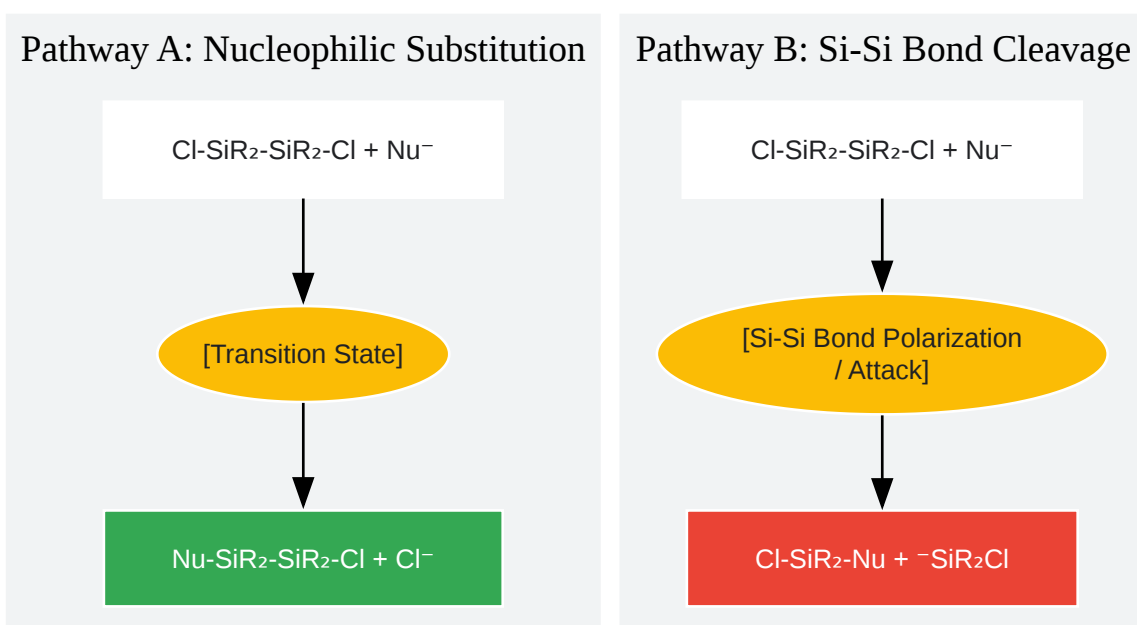 Pathway A: Nucleophilic Substitution
Cl-SiR₂-SiR₂-Cl + Nu⁻
[Transition State]
Nu-SiR₂-SiR₂-Cl + Cl⁻
Pathway B: Si-Si Bond Cleavage
Cl-SiR₂-SiR₂-Cl + Nu⁻
[Si-Si Bond Polarization
/ Attack]
Cl-SiR₂-Nu + ⁻SiR₂Cl